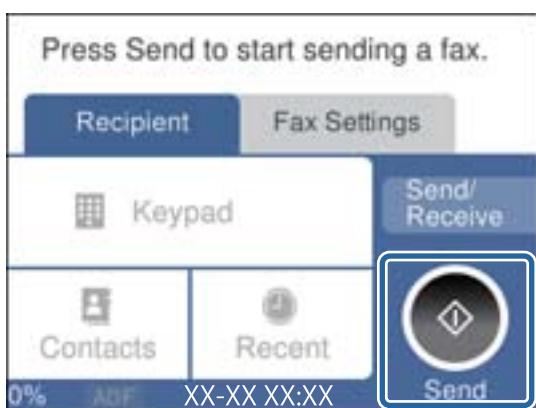 Press Send to start sending a fax.
Recipient
Fax Settings
Keypad
Send/
Receive
Contacts
Recent
0% ADF XX-XX XX:XX
Send